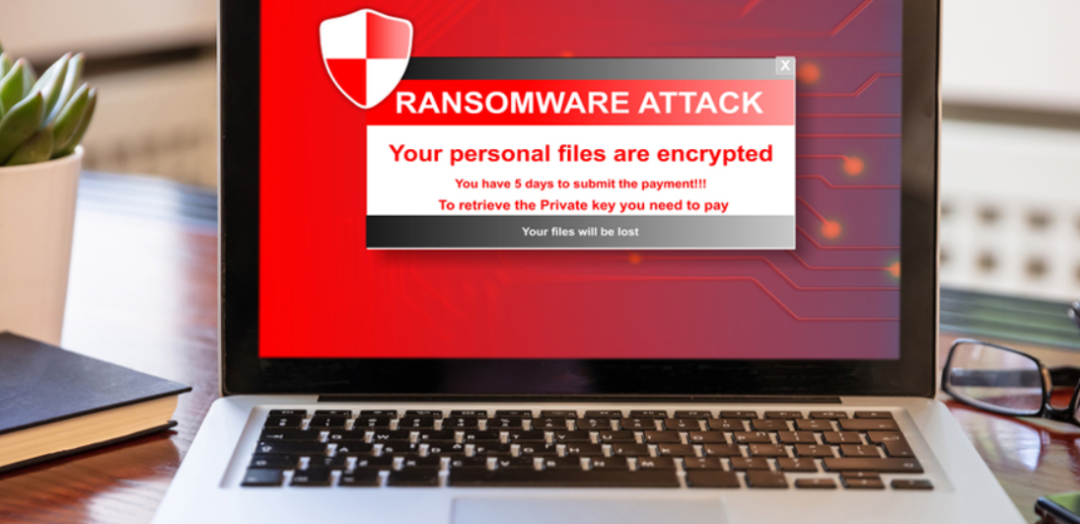 X
RANSOMWARE ATTACK
Your personal files are encrypted
You have 5 days to submit the payment!!!
To retrieve the Private key you need to pay
Your files will be lost